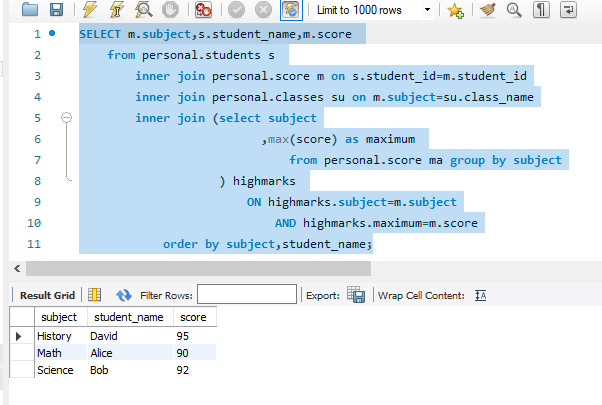 Limit to 1000 rows
1 SELECT m.subject,s.student_name,m.score
2 from personal.students s
3 inner join personal.score m on s.student_id=m.student_id
4 inner join personal.classes su on m.subject=su.class_name
5 inner join (select subject
6 ,max(score) as maximum
7 from personal.score ma group by subject
8 ) highmarks
9 ON highmarks.subject=m.subject
10 AND highmarks.maximum=m.score
11 order by subject,student_name;
Result Grid Filter Rows: Export: Wrap Cell Content: IA
subject student_name score
History David 95
Math Alice 90
Science Bob 92